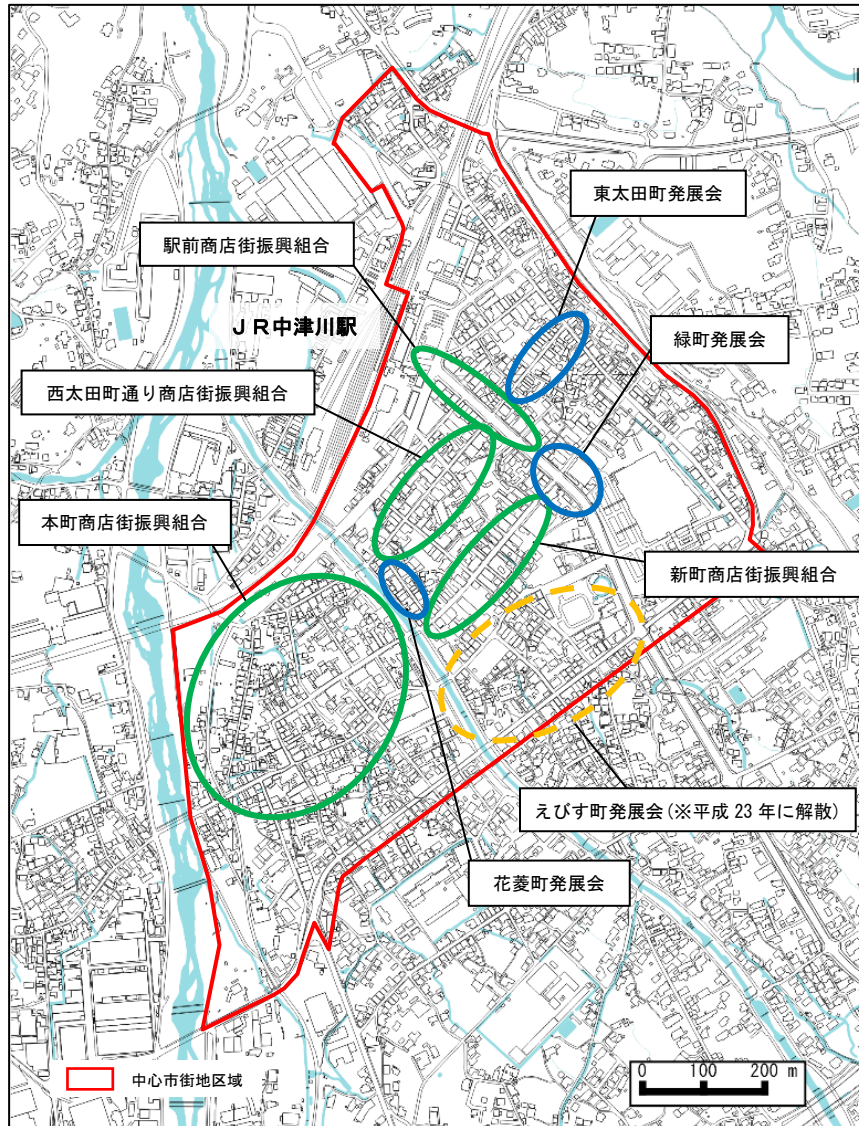 東太田町発展会
駅前商店街振興組合
ＪＲ中津川駅
緑町発展会
西太田町通り商店街振興組合
本町商店街振興組合
新町商店街振興組合
えびす町発展会(※平成 23 年に解散)
花菱町発展会
中心市街地区域
0 100 200 m